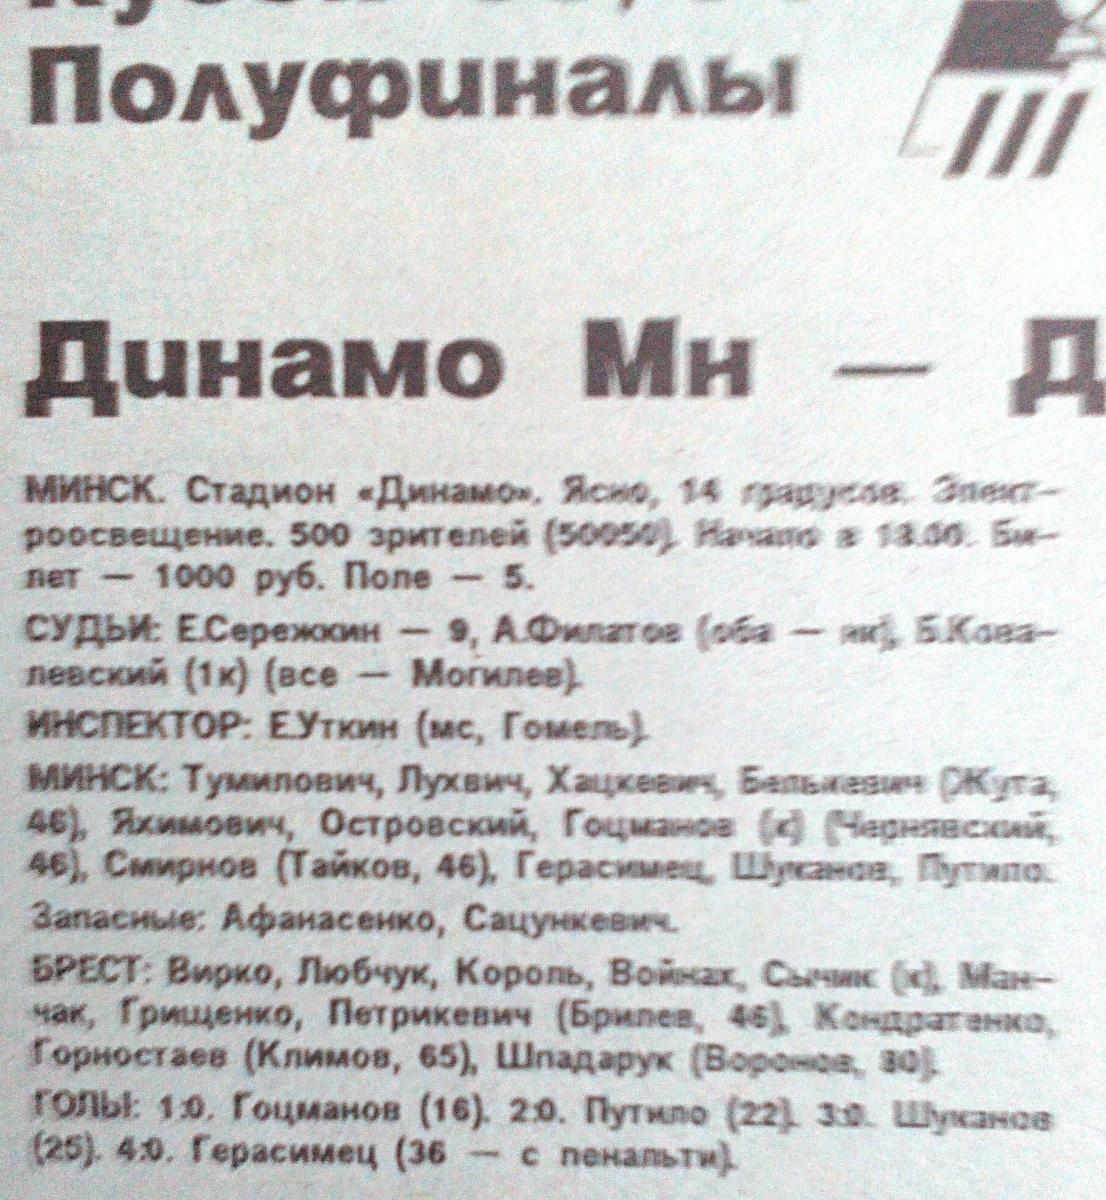 Полуфиналы
Динамо Мн — Д
МИНСК. Стадион «Динамо». Ясно, 14 градусов. Элект-
роосвещение. 500 зрителей (50050). Начало в 18.00. Би-
лет — 1000 руб. Поле — 5.
СУДЬИ: Е.Сережкин — 9, А.Филатов (оба — нк), Б.Кова-
левский (1к) (все — Могилев).
ИНСПЕКТОР: Е.Уткин (мс, Гомель).
МИНСК: Тумилович, Лухвич, Хацкевич, Белькевич (Жута,
46), Яхимович, Островский, Гоцманов (к) (Чернявский,
46), Смирнов (Тайков, 46), Герасимец, Шуканов, Путило.
Запасные: Афанасенко, Сацункевич.
БРЕСТ: Вирко, Любчук, Король, Войнах, Сычик (к), Ман-
чак, Грищенко, Петрикевич (Брилев, 46), Кондратенко,
Горностаев (Климов, 65), Шпадарук (Воронов, 80).
ГОЛЫ: 1:0. Гоцманов (16). 2:0. Путило (22). 3:0. Шуканов
(25). 4:0. Герасимец (36 — с пенальти).